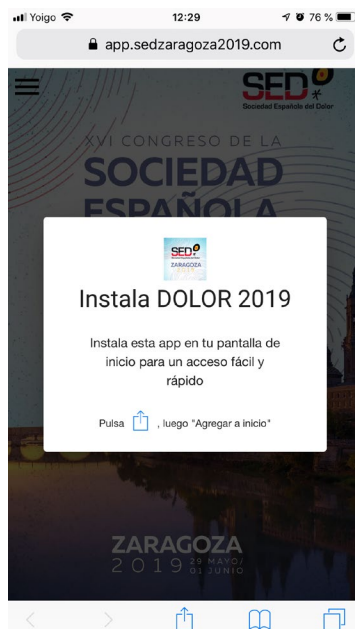 Yoigo 12:29 76 %
app.sedzaragoza2019.com
SED
Sociedad Española del Dolor
XVI CONGRESO DE LA
SOCIEDAD
ESPAÑOLA
SED
ZARAGOZA
2019
Instala DOLOR 2019
Instala esta app en tu pantalla de
inicio para un acceso fácil y
rápido
Pulsa , luego "Agregar a inicio"
ZARAGOZA
2019 29 MAYO/
01 JUNIO